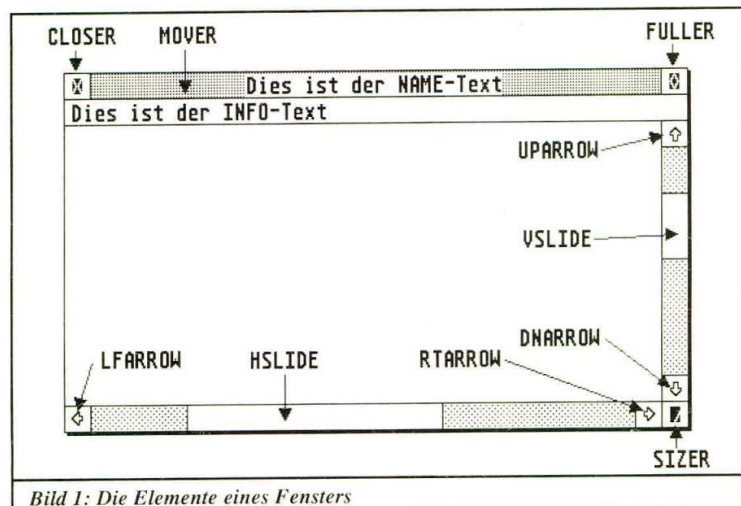 CLOSER MOVER FULLER
Dies ist der NAME-Text
Dies ist der INFO-Text
UPARROW
VSLIDE
DNARROW
LFARROW HSLIDE RTARROW
SIZER
Bild 1: Die Elemente eines Fensters